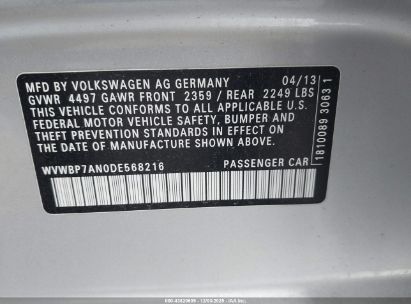 MFD BY VOLKSWAGEN AG GERMANY 04/13
GVWR 4497 GAWR FRONT 2359 / REAR 2249 LBS
THIS VEHICLE CONFORMS TO ALL APPLICABLE U.S.
FEDERAL MOTOR VEHICLE SAFETY, BUMPER AND
THEFT PREVENTION STANDARDS IN EFFECT ON
THE DATE OF MANUFACTURE SHOWN ABOVE.
WVWBP7AN0DE568216 PASSENGER CAR
1B10089 3063 1